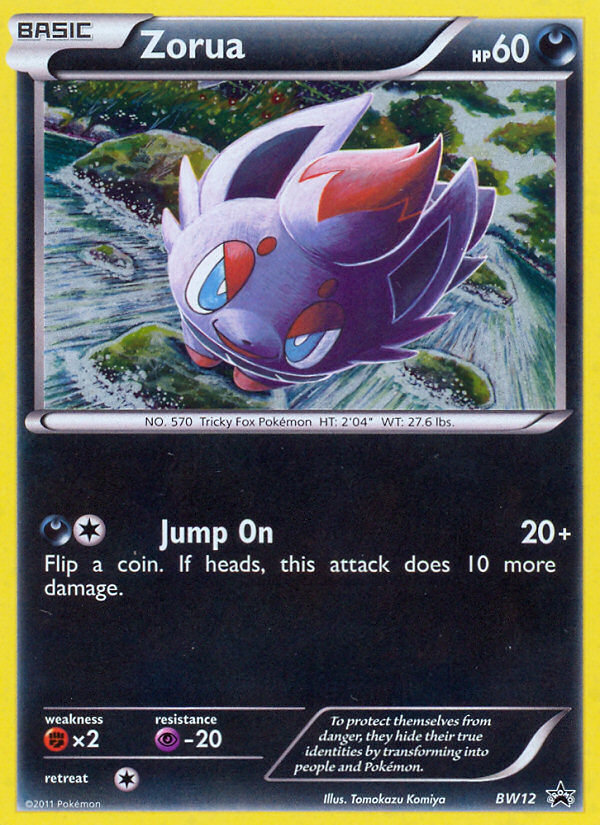 BASIC
Zorua
HP60
NO. 570 Tricky Fox Pokémon HT: 2'04" WT: 27.6 lbs.
Jump On 20+
Flip a coin. If heads, this attack does 10 more
damage.
weakness resistance
×2 -20
retreat
To protect themselves from
danger, they hide their true
identities by transforming into
people and Pokémon.
©2011 Pokémon
Illus. Tomokazu Komiya
BW12
PROMO